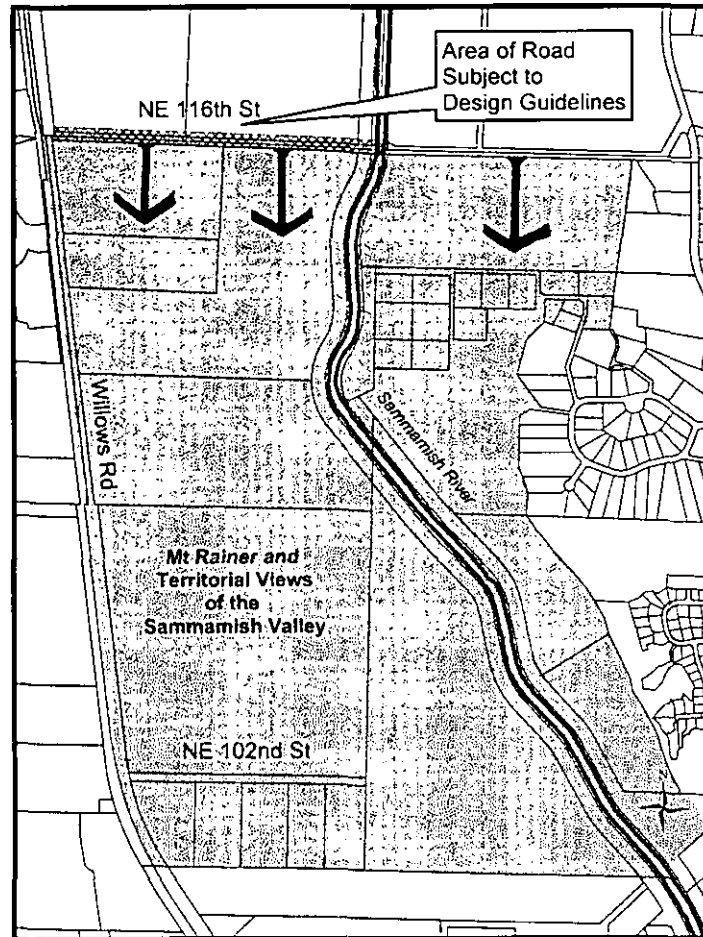 Area of Road
Subject to
Design Guidelines
NE 116th St
Willows Rd
Sammamish River
Mt Rainer and
Territorial Views
of the
Sammamish Valley
NE 102nd St